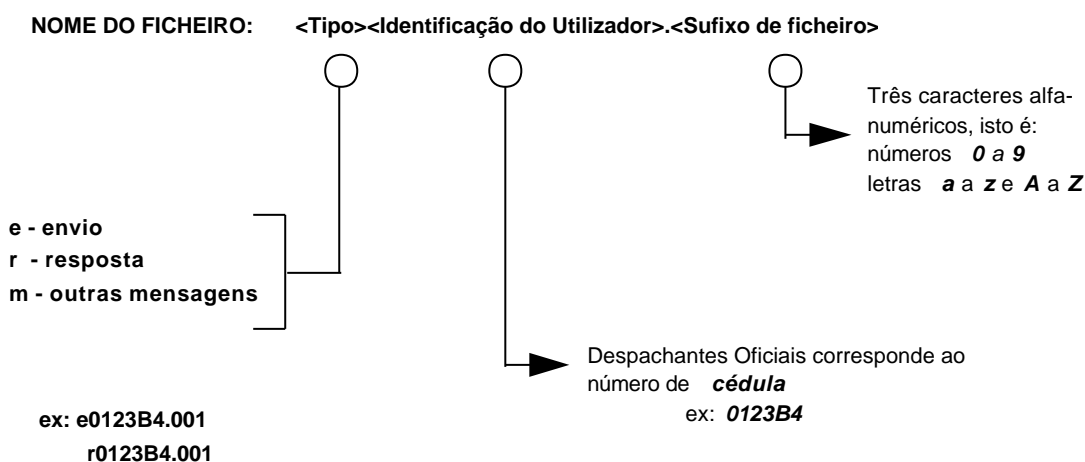 NOME DO FICHEIRO: <Tipo><Identificação do Utilizador>.<Sufixo de ficheiro>
Três caracteres alfa-
numéricos, isto é:
números 0 a 9
letras a a z e A a Z
e - envio
r - resposta
m - outras mensagens
Despachantes Oficiais corresponde ao
número de cédula
ex: 0123B4
ex: e0123B4.001
r0123B4.001